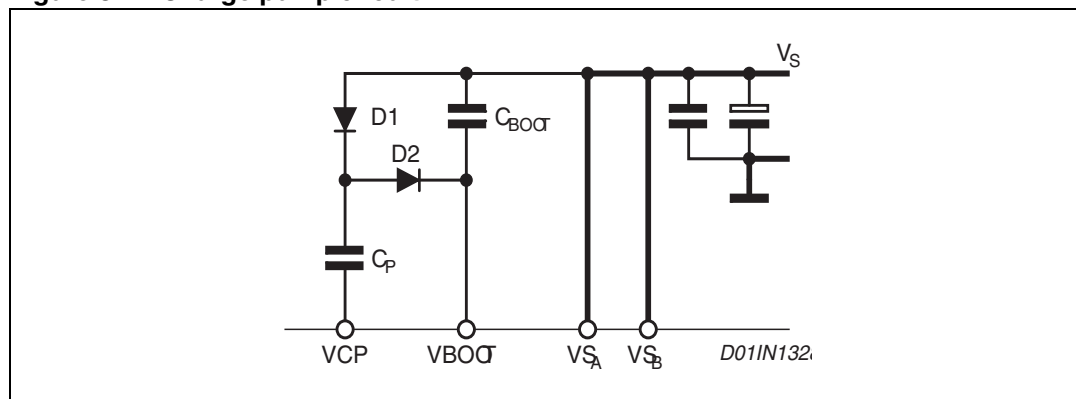 V_S
D1
C_BOOT
D2
C_P
VCP
VBOOT
VS_A
VS_B